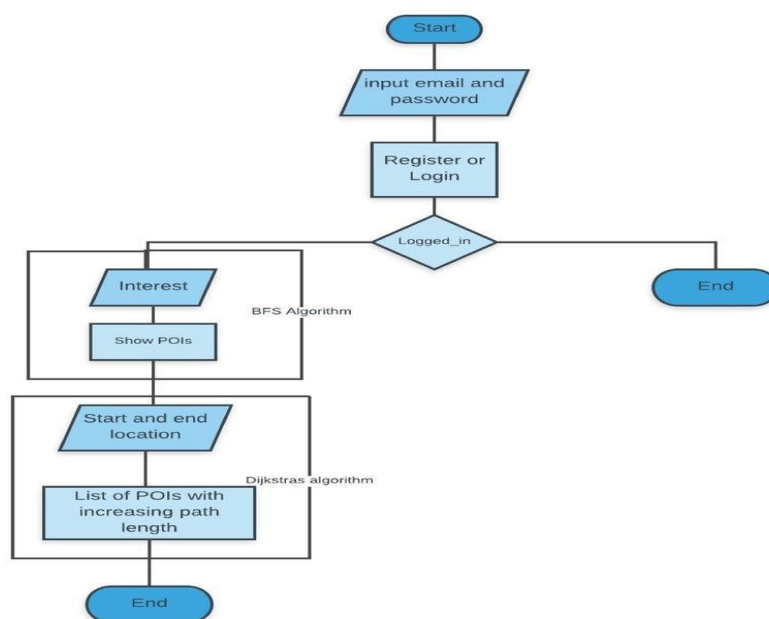 Start
input email and
password
Register or
Login
Logged_in
Interest
End
BFS Algorithm
Show POIs
Start and end
location
Dijkstras algorithm
List of POIs with
increasing path
length
End